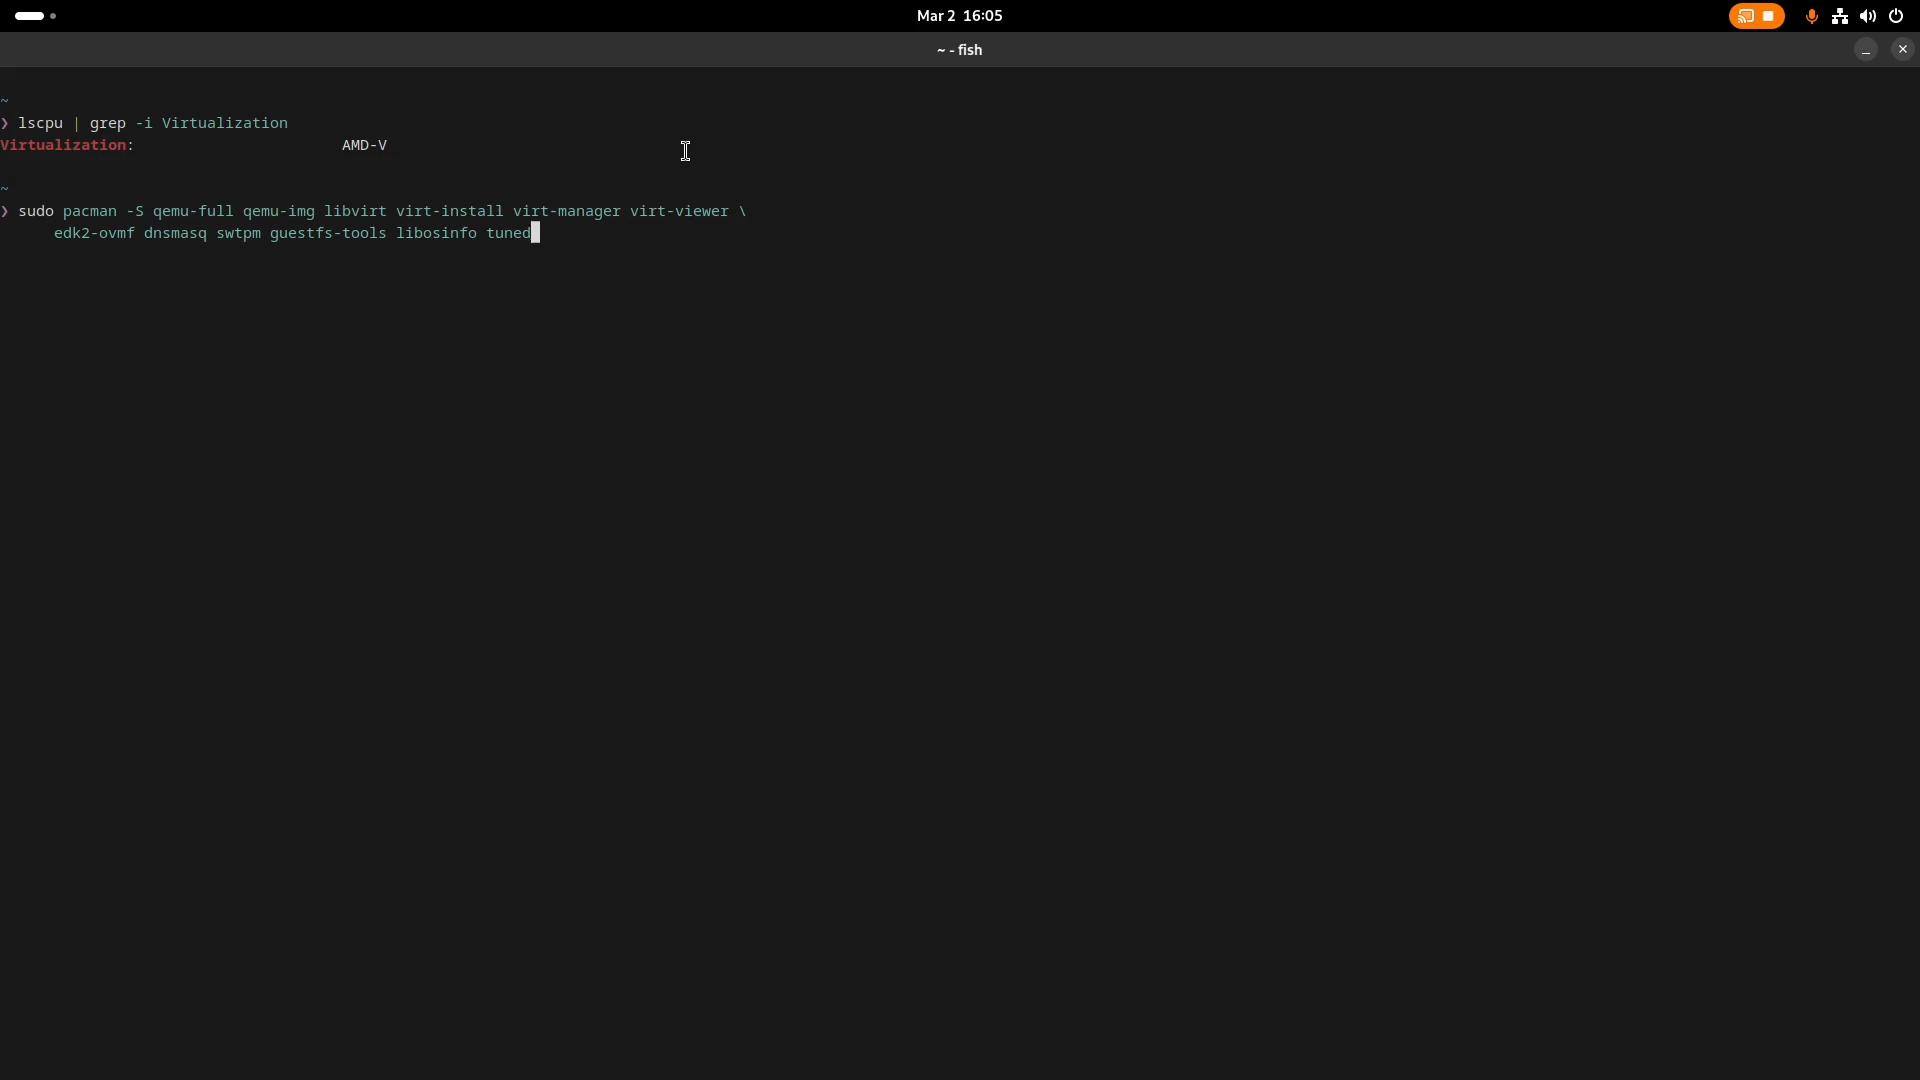 Mar 2 16:05
~ - fish
~
❯ lscpu | grep -i Virtualization
Virtualization: AMD-V
~
❯ sudo pacman -S qemu-full qemu-img libvirt virt-install virt-manager virt-viewer \
edk2-ovmf dnsmasq swtpm guestfs-tools libosinfo tuned